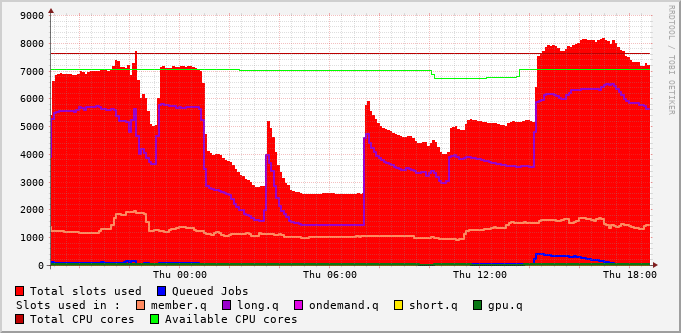 9000
8000
7000
6000
5000
4000
3000
2000
1000
0
Thu 00:00 Thu 06:00 Thu 12:00 Thu 18:00
RRDTOOL / TOBI OETIKER
Total slots used Queued Jobs
Slots used in : member.q long.q ondemand.q short.q gpu.q
Total CPU cores Available CPU cores